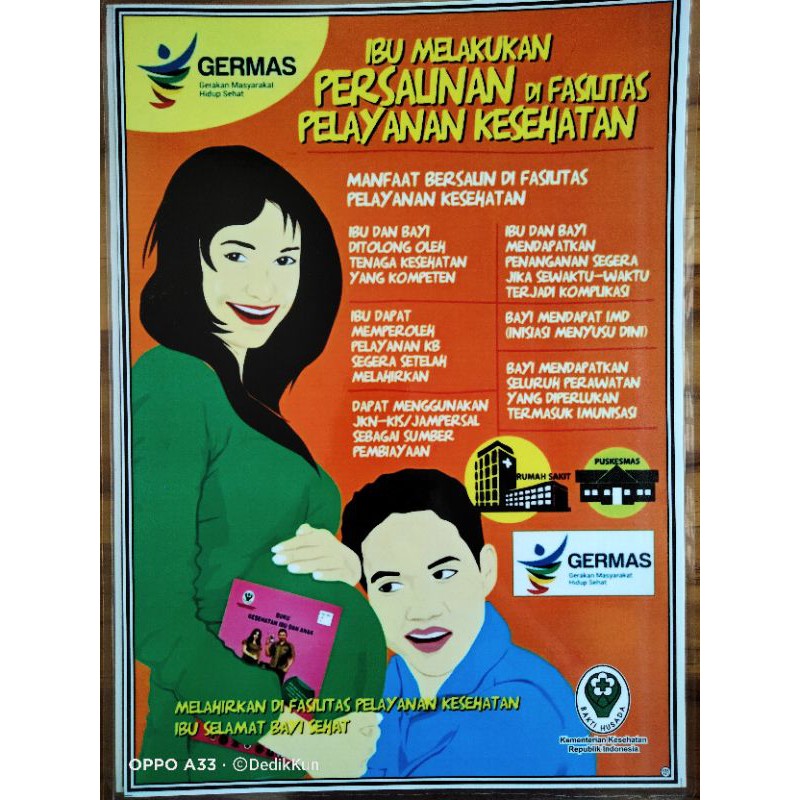 GERMAS
Gerakan Masyarakat
Hidup Sehat
IBU MELAKUKAN
PERSALINAN DI FASILITAS
PELAYANAN KESEHATAN
MANFAAT BERSALIN DI FASILITAS
PELAYANAN KESEHATAN
IBU DAN BAYI
DITOLONG OLEH
TENAGA KESEHATAN
YANG KOMPETEN
IBU DAPAT
MEMPEROLEH
PELAYANAN KB
SEGERA SETELAH
MELAHIRKAN
DAPAT MENGGUNAKAN
JKN-KIS/JAMPERSAL
SEBAGAI SUMBER
PEMBIAYAAN
IBU DAN BAYI
MENDAPATKAN
PENANGANAN SEGERA
JIKA SEWAKTU-WAKTU
TERJADI KOMPLIKASI
BAYI MENDAPAT IMD
(INISIASI MENYUSU DINI)
BAYI MENDAPATKAN
SELURUH PERAWATAN
YANG DIPERLUKAN
TERMASUK IMUNISASI
RUMAH SAKIT
PUSKESMAS
GERMAS
Gerakan Masyarakat
Hidup Sehat
BUKU
KESEHATAN IBU DAN ANAK
MELAHIRKAN DI FASILITAS PELAYANAN KESEHATAN
IBU SELAMAT BAYI SEHAT
BAKTI HUSADA
Kementerian Kesehatan
Republik Indonesia
OPPO A33 · ©DedikKun